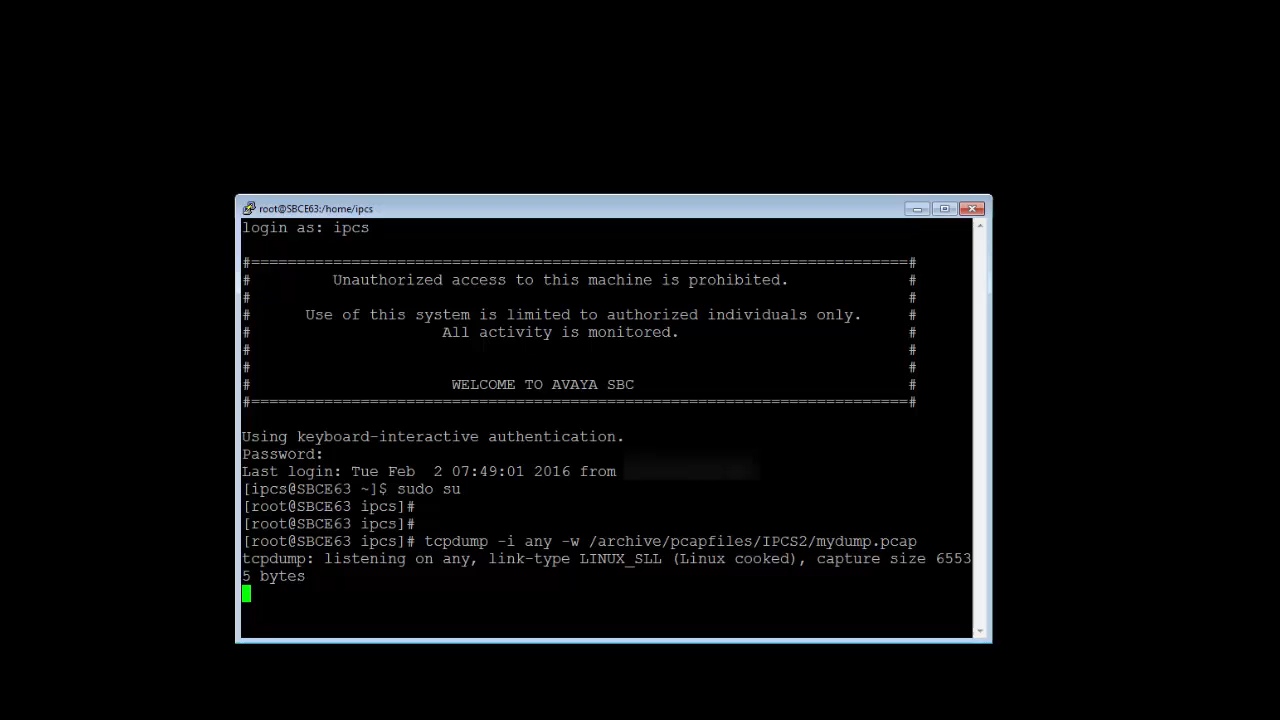 root@SBCE63:/home/ipcs
login as: ipcs
#========================================================================#
# Unauthorized access to this machine is prohibited. #
# #
# Use of this system is limited to authorized individuals only. #
# All activity is monitored. #
# #
# #
# WELCOME TO AVAYA SBC #
#========================================================================#
Using keyboard-interactive authentication.
Password:
Last login: Tue Feb  2 07:49:01 2016 from
[ipcs@SBCE63 ~]$ sudo su
[root@SBCE63 ipcs]#
[root@SBCE63 ipcs]#
[root@SBCE63 ipcs]# tcpdump -i any -w /archive/pcapfiles/IPCS2/mydump.pcap
tcpdump: listening on any, link-type LINUX_SLL (Linux cooked), capture size 6553
5 bytes